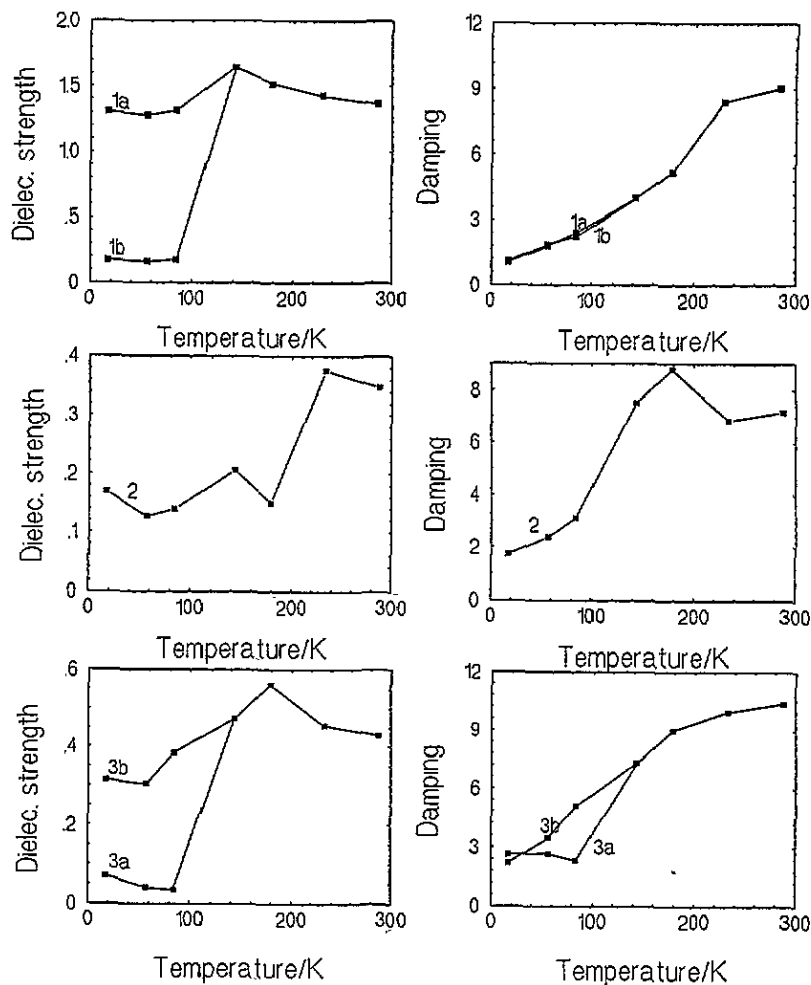 2.0
1.5
1.0
.5
0
Dielec. strength
1a
1b
0 100 200 300
Temperature/K
12
9
6
3
0
Damping
1a
1b
0 100 200 300
Temperature/K
.4
.3
.2
.1
0
Dielec. strength
2
0 100 200 300
Temperature/K
8
6
4
2
0
Damping
2
0 100 200 300
Temperature/K
.6
.4
.2
0
Dielec. strength
3b
3a
0 100 200 300
Temperature/K
12
9
6
3
0
Damping
3b
3a
0 100 200 300
Temperature/K